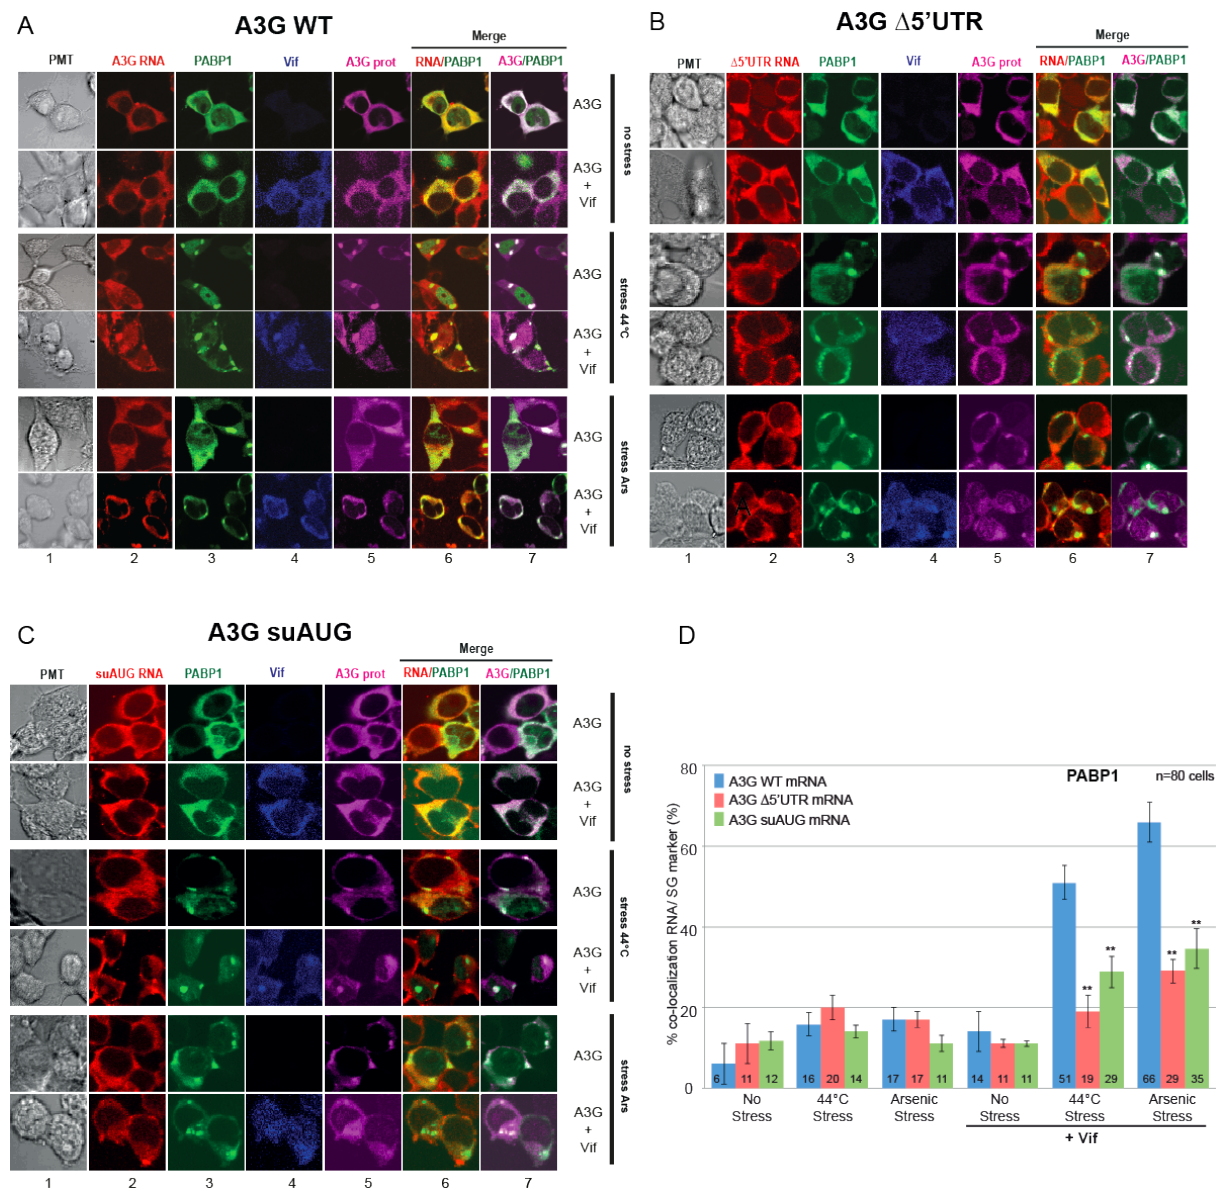 A
A3G WT
Merge
PMT A3G RNA PABP1 Vif A3G prot RNA/PABP1 A3G/PABP1
A3G
A3G
+
Vif
no stress
A3G
A3G
+
Vif
stress 44°C
A3G
A3G
+
Vif
stress Ars
1 2 3 4 5 6 7
B
A3G Δ5'UTR
Merge
PMT Δ5'UTR RNA PABP1 Vif A3G prot RNA/PABP1 A3G/PABP1
1 2 3 4 5 6 7
C
A3G suAUG
Merge
PMT suAUG RNA PABP1 Vif A3G prot RNA/PABP1 A3G/PABP1
A3G
A3G
+
Vif
no stress
A3G
A3G
+
Vif
stress 44°C
A3G
A3G
+
Vif
stress Ars
1 2 3 4 5 6 7
D
% co-localization RNA/ SG marker (%)
80
60
40
20
0
A3G WT mRNA
A3G Δ5'UTR mRNA
A3G suAUG mRNA
PABP1
n=80 cells
** ** ** **
6 11 12 16 20 14 17 17 11 14 11 11 51 19 29 66 29 35
No 44°C Arsenic No 44°C Arsenic
Stress Stress Stress Stress Stress Stress
+ Vif